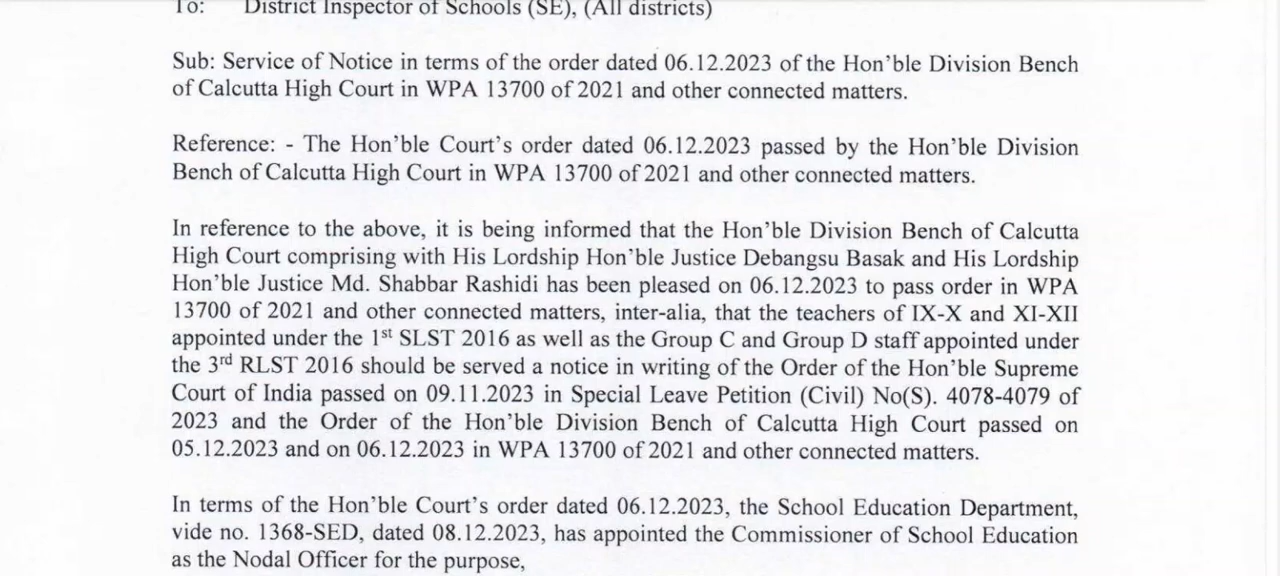 To: District Inspector of Schools (SE), (All districts)
Sub: Service of Notice in terms of the order dated 06.12.2023 of the Hon'ble Division Bench
of Calcutta High Court in WPA 13700 of 2021 and other connected matters.
Reference: - The Hon'ble Court's order dated 06.12.2023 passed by the Hon'ble Division
Bench of Calcutta High Court in WPA 13700 of 2021 and other connected matters.
In reference to the above, it is being informed that the Hon'ble Division Bench of Calcutta
High Court comprising with His Lordship Hon'ble Justice Debangsu Basak and His Lordship
Hon'ble Justice Md. Shabbar Rashidi has been pleased on 06.12.2023 to pass order in WPA
13700 of 2021 and other connected matters, inter-alia, that the teachers of IX-X and XI-XII
appointed under the 1st SLST 2016 as well as the Group C and Group D staff appointed under
the 3rd RLST 2016 should be served a notice in writing of the Order of the Hon'ble Supreme
Court of India passed on 09.11.2023 in Special Leave Petition (Civil) No(S). 4078-4079 of
2023 and the Order of the Hon'ble Division Bench of Calcutta High Court passed on
05.12.2023 and on 06.12.2023 in WPA 13700 of 2021 and other connected matters.
In terms of the Hon'ble Court's order dated 06.12.2023, the School Education Department,
vide no. 1368-SED, dated 08.12.2023, has appointed the Commissioner of School Education
as the Nodal Officer for the purpose,